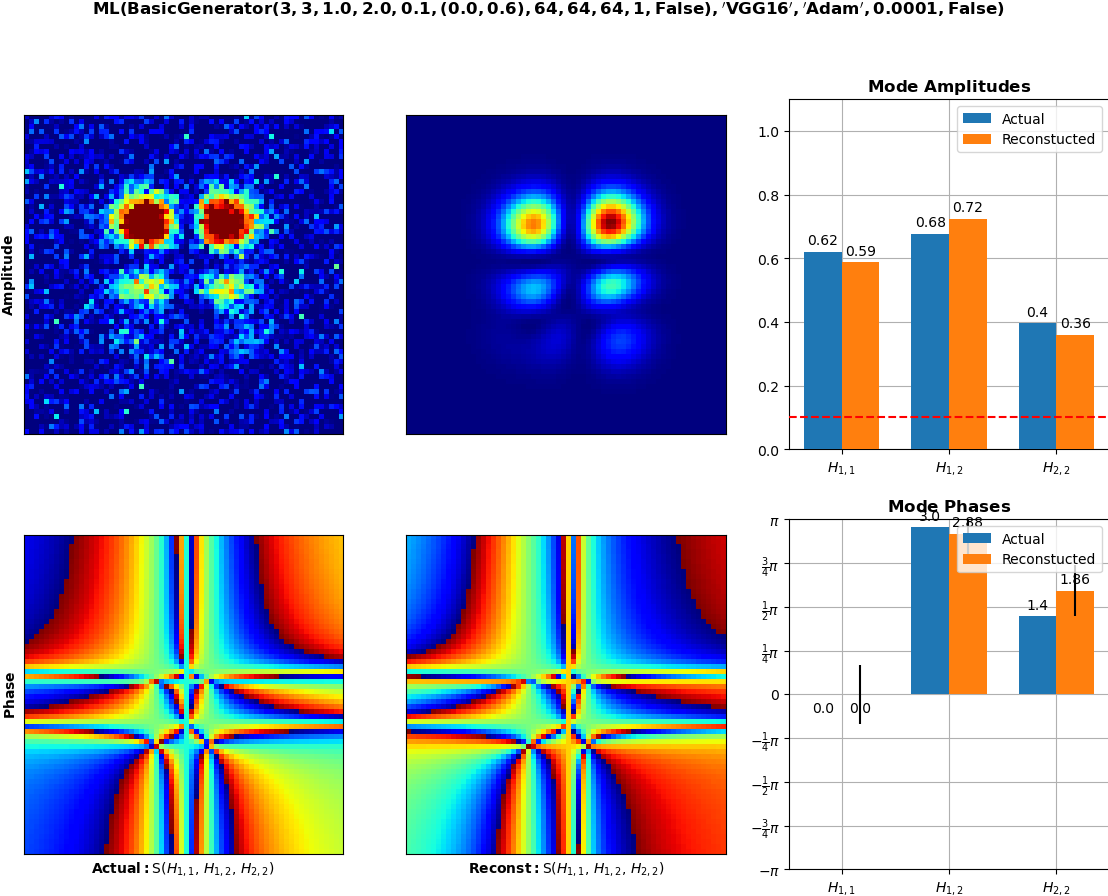 ML(BasicGenerator(3, 3, 1.0, 2.0, 0.1, (0.0, 0.6), 64, 64, 64, 1, False), 'VGG16', 'Adam', 0.0001, False)
Amplitude
Mode Amplitudes
Actual
Reconstucted
1.0
0.8
0.6
0.4
0.2
0.0
0.62
0.59
0.68
0.72
0.4
0.36
H1,1
H1,2
H2,2
Phase
Actual: S(H1,1, H1,2, H2,2)
Reconst: S(H1,1, H1,2, H2,2)
Mode Phases
Actual
Reconstucted
π
3/4π
1/2π
1/4π
0
−1/4π
−1/2π
−3/4π
−π
0.0
0.0
3.0
2.88
1.4
1.86
H1,1
H1,2
H2,2